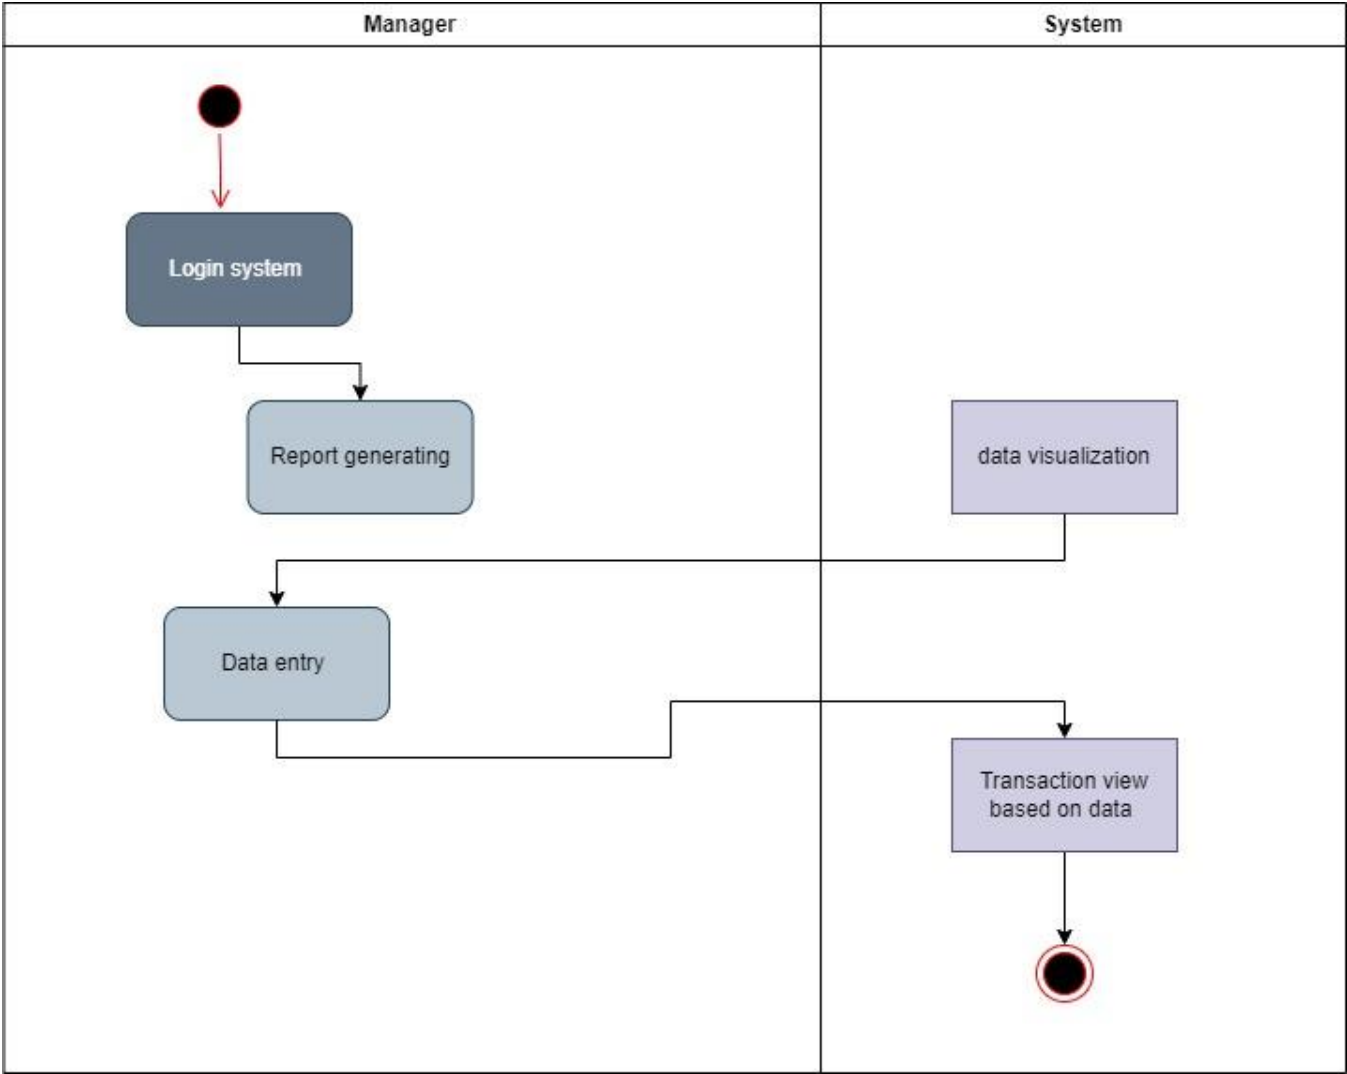 Manager
System
Login system
Report generating
data visualization
Data entry
Transaction view
based on data